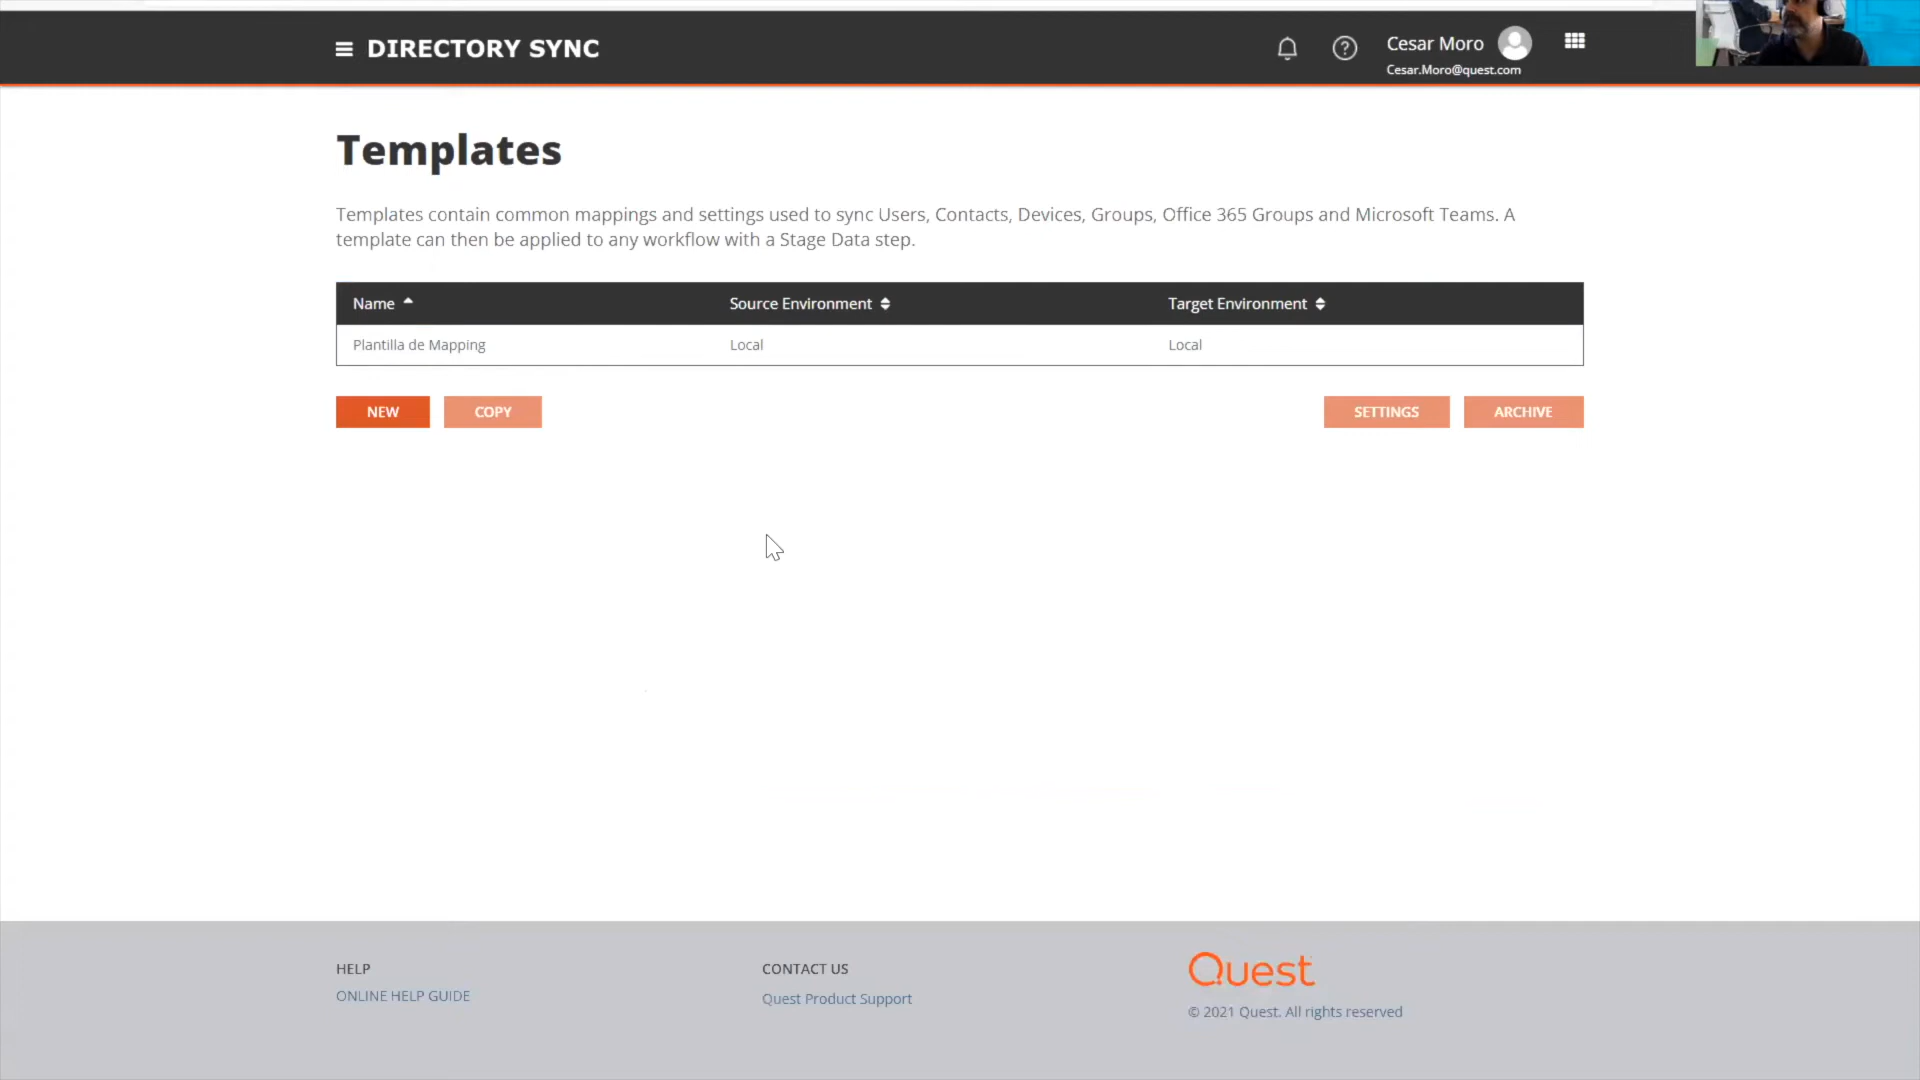 DIRECTORY SYNC
Cesar Moro
Cesar.Moro@quest.com
Templates
Templates contain common mappings and settings used to sync Users, Contacts, Devices, Groups, Office 365 Groups and Microsoft Teams. A
template can then be applied to any workflow with a Stage Data step.
Name Source Environment Target Environment
Plantilla de Mapping Local Local
NEW COPY SETTINGS ARCHIVE
HELP
ONLINE HELP GUIDE
CONTACT US
Quest Product Support
Quest
© 2021 Quest. All rights reserved